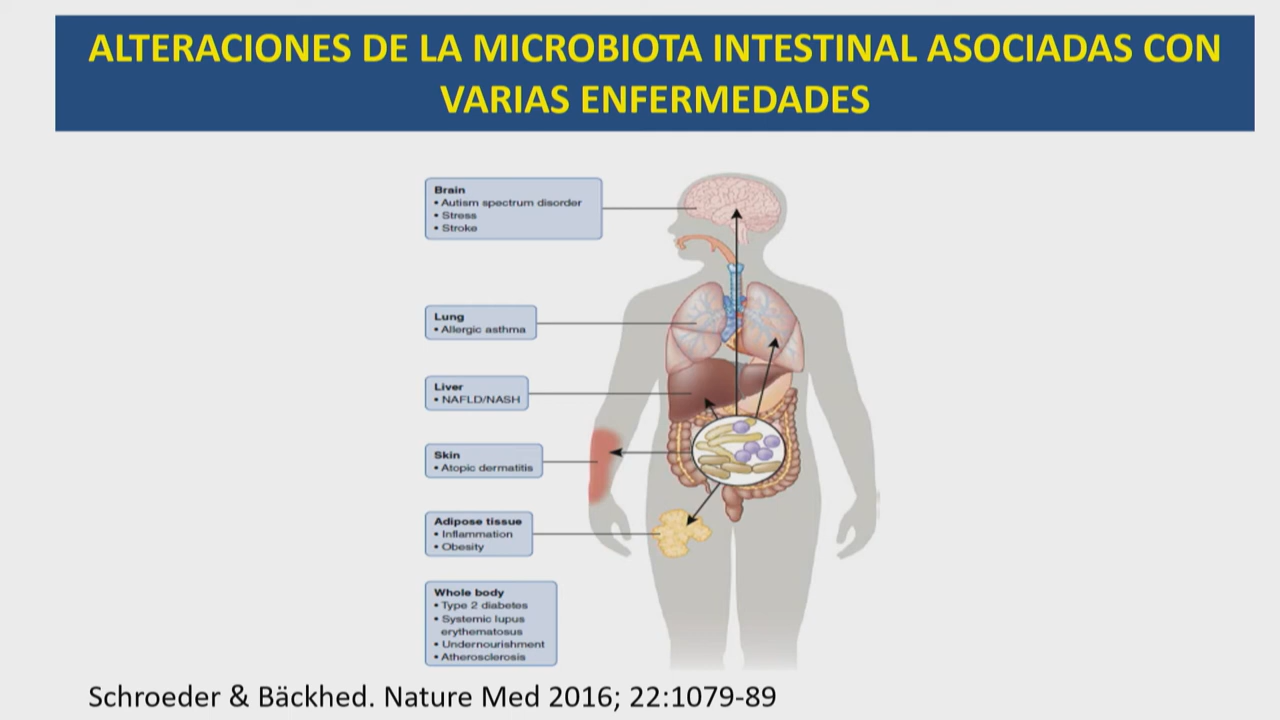 ALTERACIONES DE LA MICROBIOTA INTESTINAL ASOCIADAS CON
VARIAS ENFERMEDADES
Brain
• Autism spectrum disorder
• Stress
• Stroke
Lung
• Allergic asthma
Liver
• NAFLD/NASH
Skin
• Atopic dermatitis
Adipose tissue
• Inflammation
• Obesity
Whole body
• Type 2 diabetes
• Systemic lupus
erythematosus
• Undernourishment
• Atherosclerosis
Schroeder & Bäckhed. Nature Med 2016; 22:1079-89